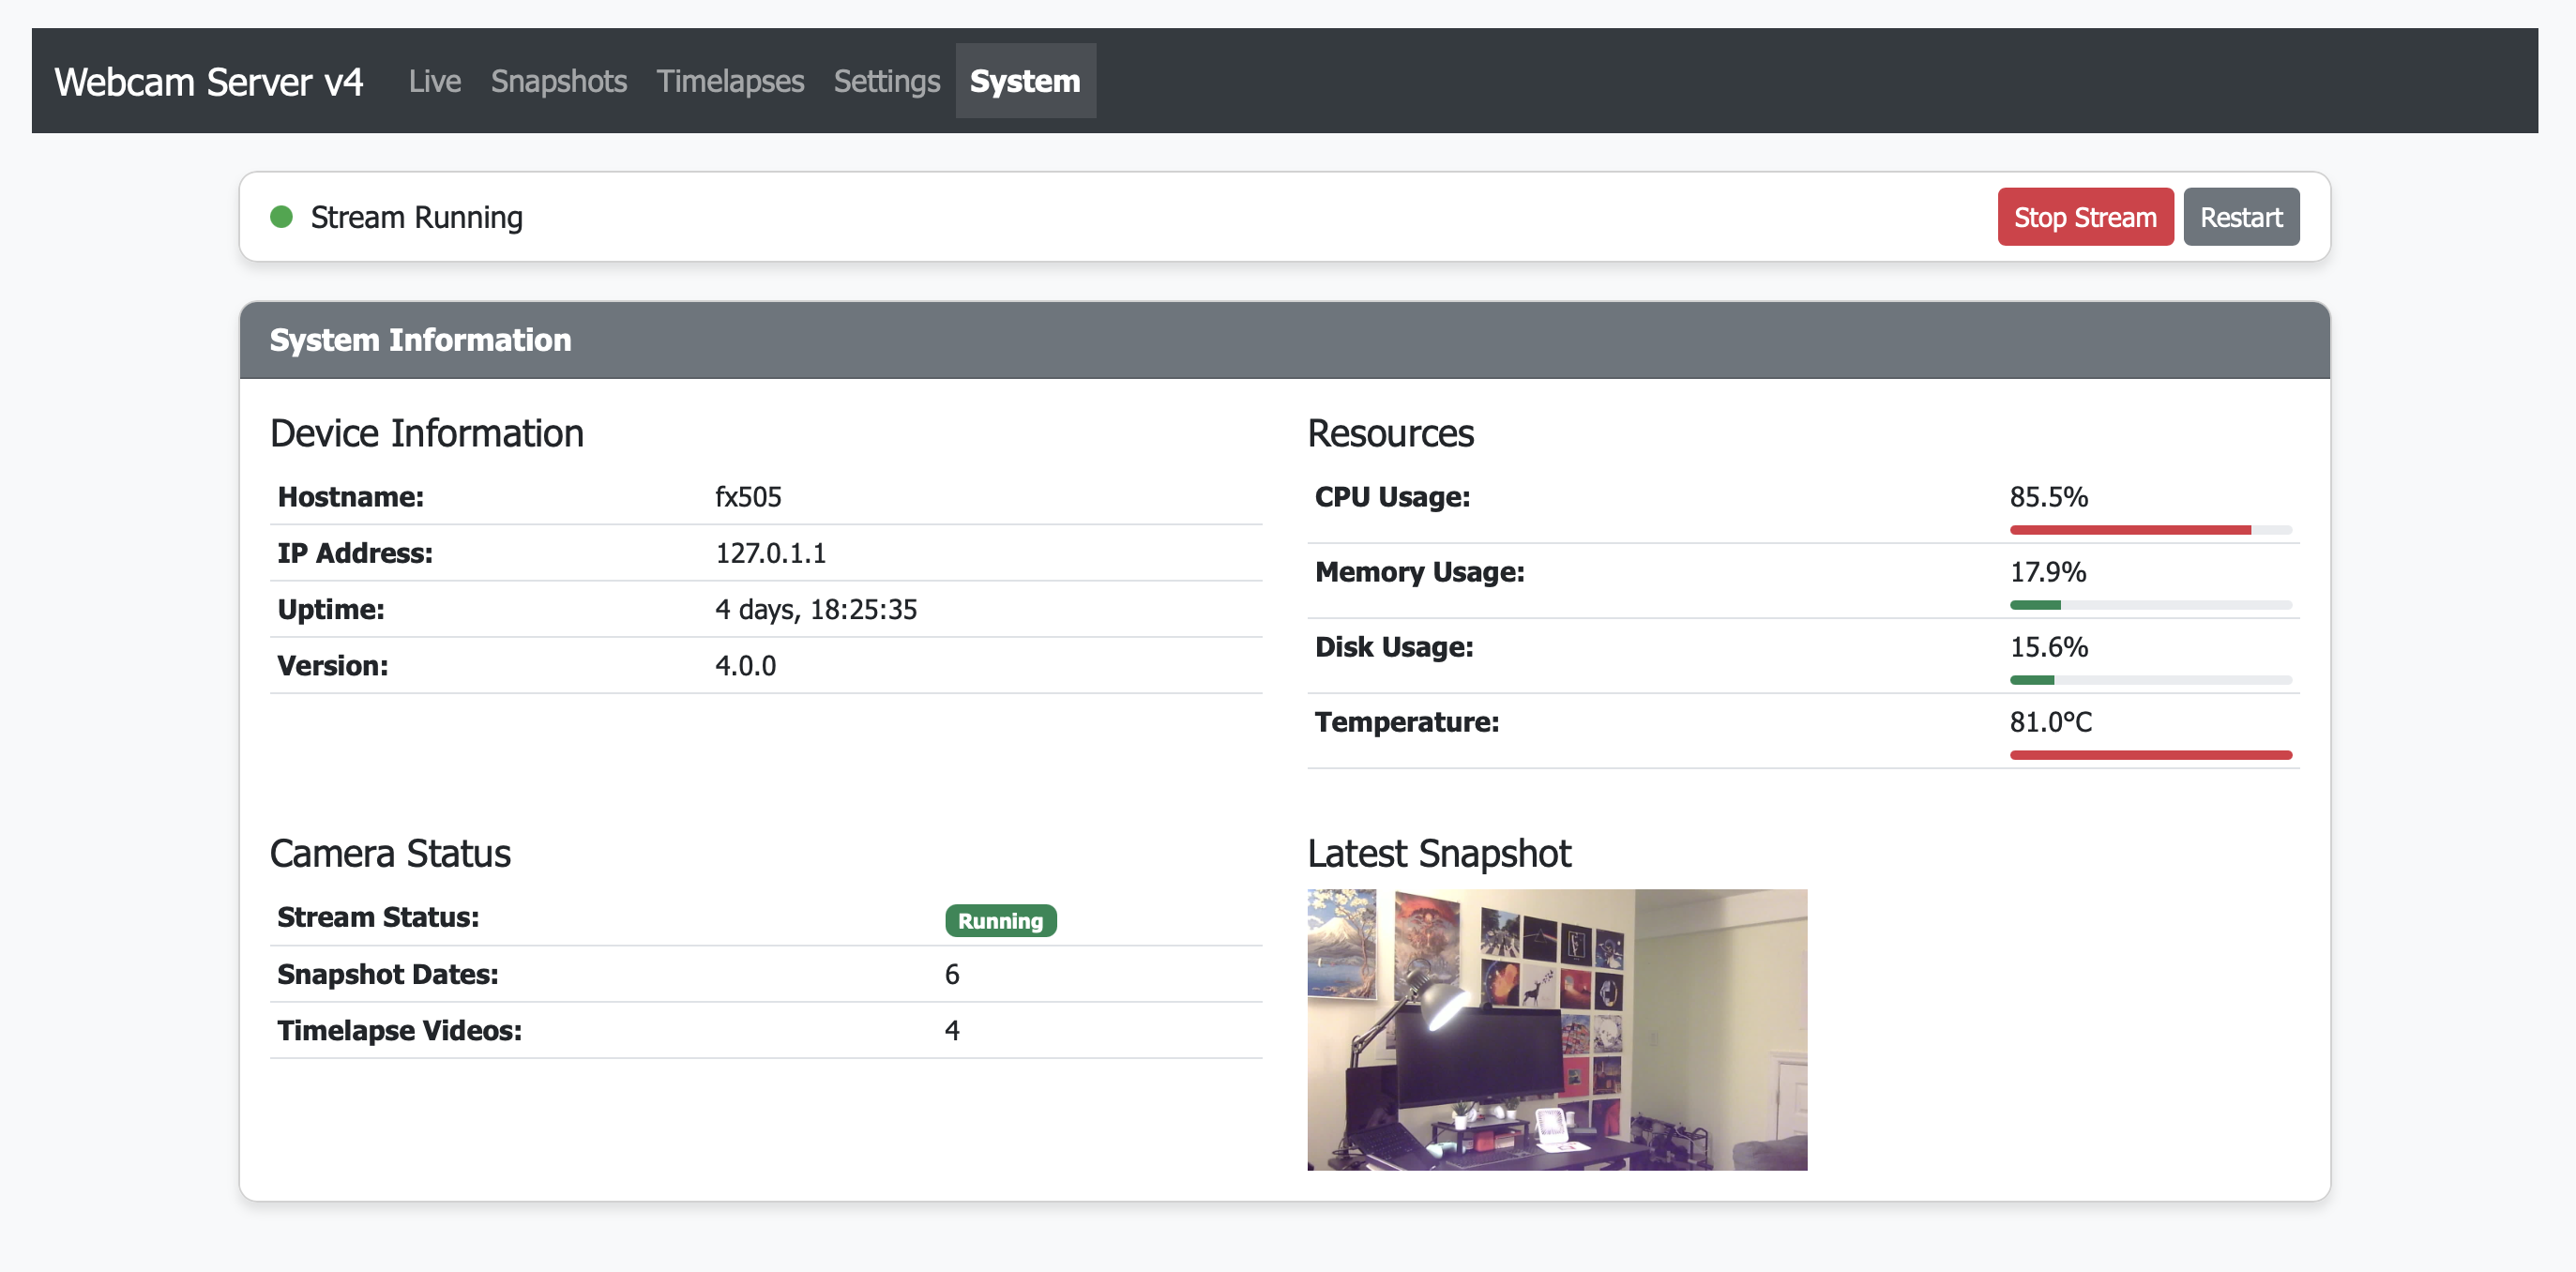 Webcam Server v4 Live Snapshots Timelapses Settings System
Stream Running Stop Stream Restart
System Information
Device Information
Hostname: fx505
IP Address: 127.0.1.1
Uptime: 4 days, 18:25:35
Version: 4.0.0
Resources
CPU Usage: 85.5%
Memory Usage: 17.9%
Disk Usage: 15.6%
Temperature: 81.0°C
Camera Status
Stream Status: Running
Snapshot Dates: 6
Timelapse Videos: 4
Latest Snapshot